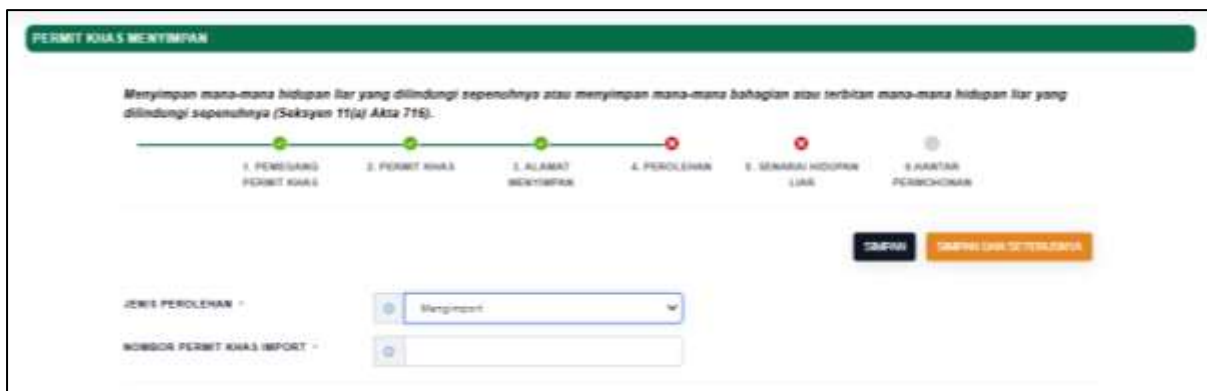 PERMIT KHAS MENYIMPAN
Menyimpan mana-mana hidupan liar yang dilindungi sepenuhnya atau menyimpan mana-mana bahagian atau terbitan mana-mana hidupan liar yang
dilindungi sepenuhnya (Seksyen 11(a) Akta 716).
1. PEMEGANG
PERMIT KHAS
2. PERMIT KHAS
3. ALAMAT
MENYIMPAN
4. PEROLEHAN
5. SENARAI HIDUPAN
LIAR
6.HANTAR
PERMOHONAN
SIMPAN
SIMPAN DAN SETERUSNYA
JENIS PEROLEHAN *
Mengimport
NOMBOR PERMIT KHAS IMPORT *